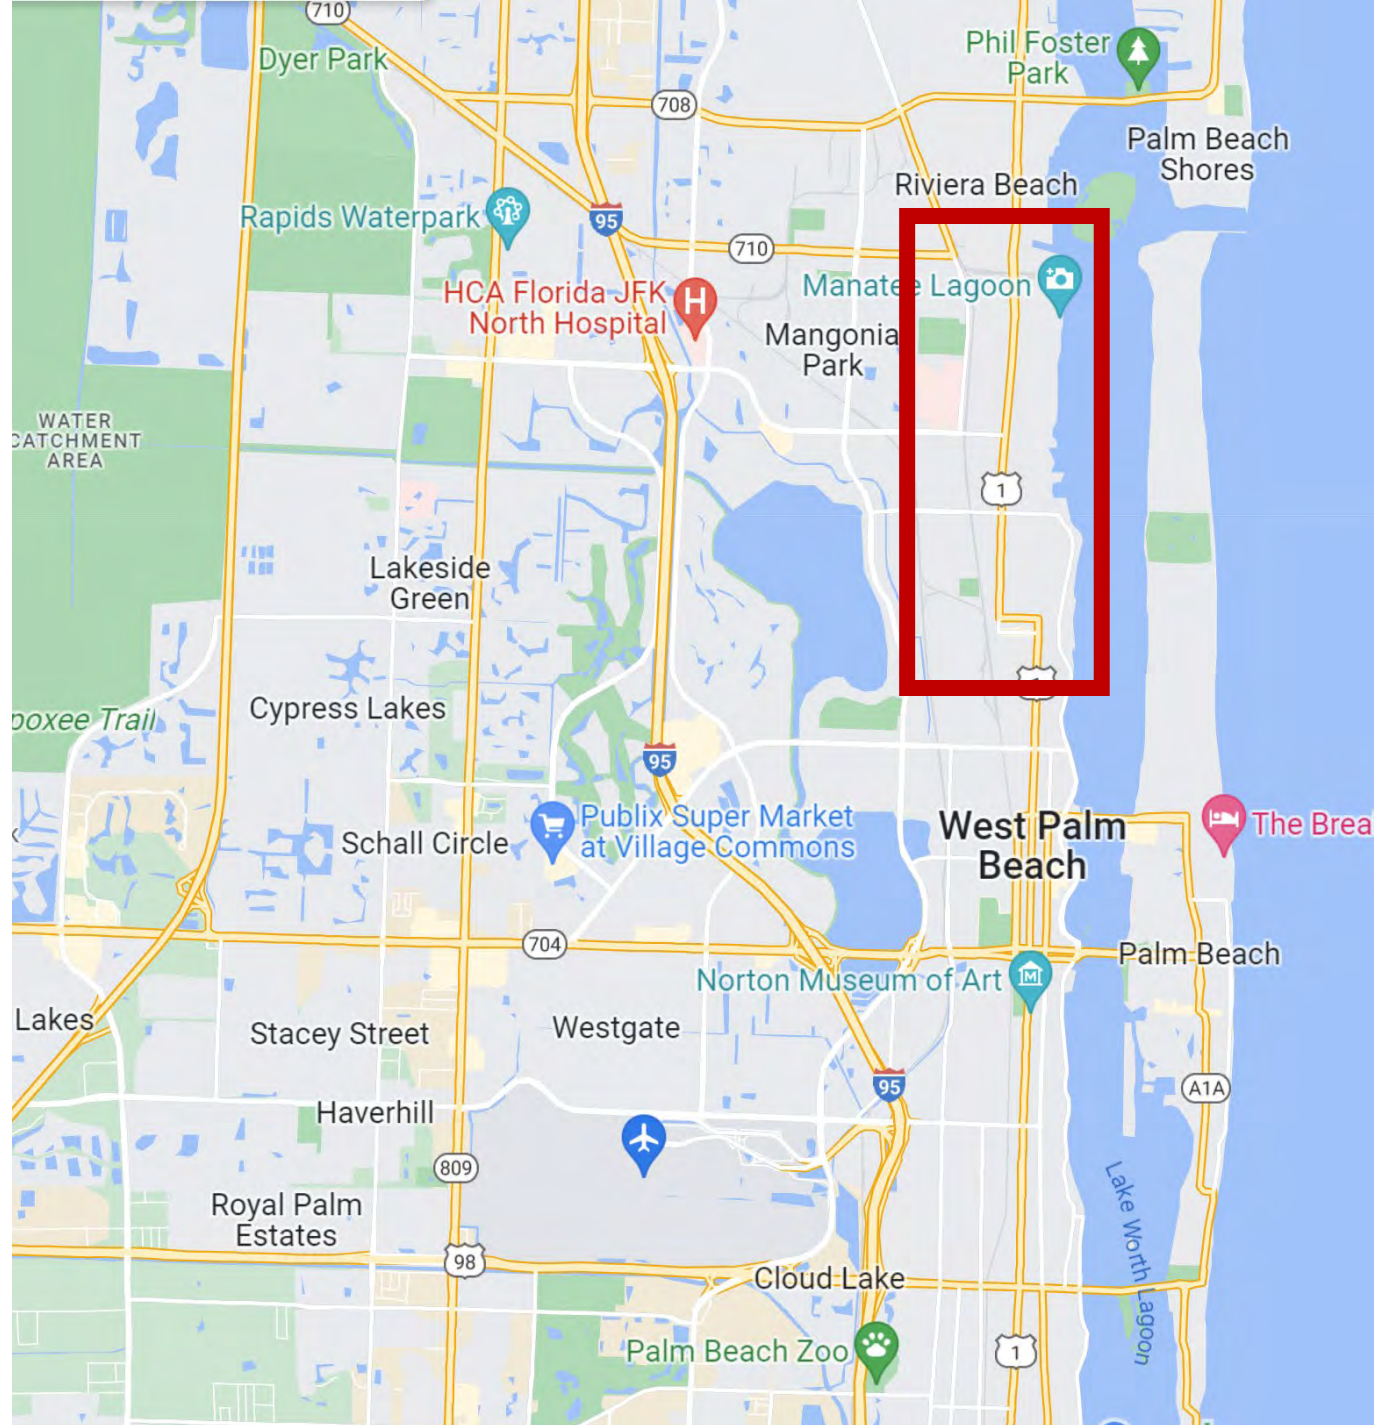 710
Dyer Park
Phil Foster
Park
708
Palm Beach
Shores
Riviera Beach
Rapids Waterpark
95
710
HCA Florida JFK
North Hospital
H
Manatee Lagoon
Mangonia
Park
WATER
CATCHMENT
AREA
1
Lakeside
Green
poxee Trail
Cypress Lakes
95
Publix Super Market
at Village Commons
Schall Circle
West Palm
Beach
The Brea
704
Palm Beach
Norton Museum of Art
M
Lakes
Stacey Street
Westgate
95
A1A
Haverhill
809
Royal Palm
Estates
Lake Worth Lagoon
98
Cloud Lake
Palm Beach Zoo
1